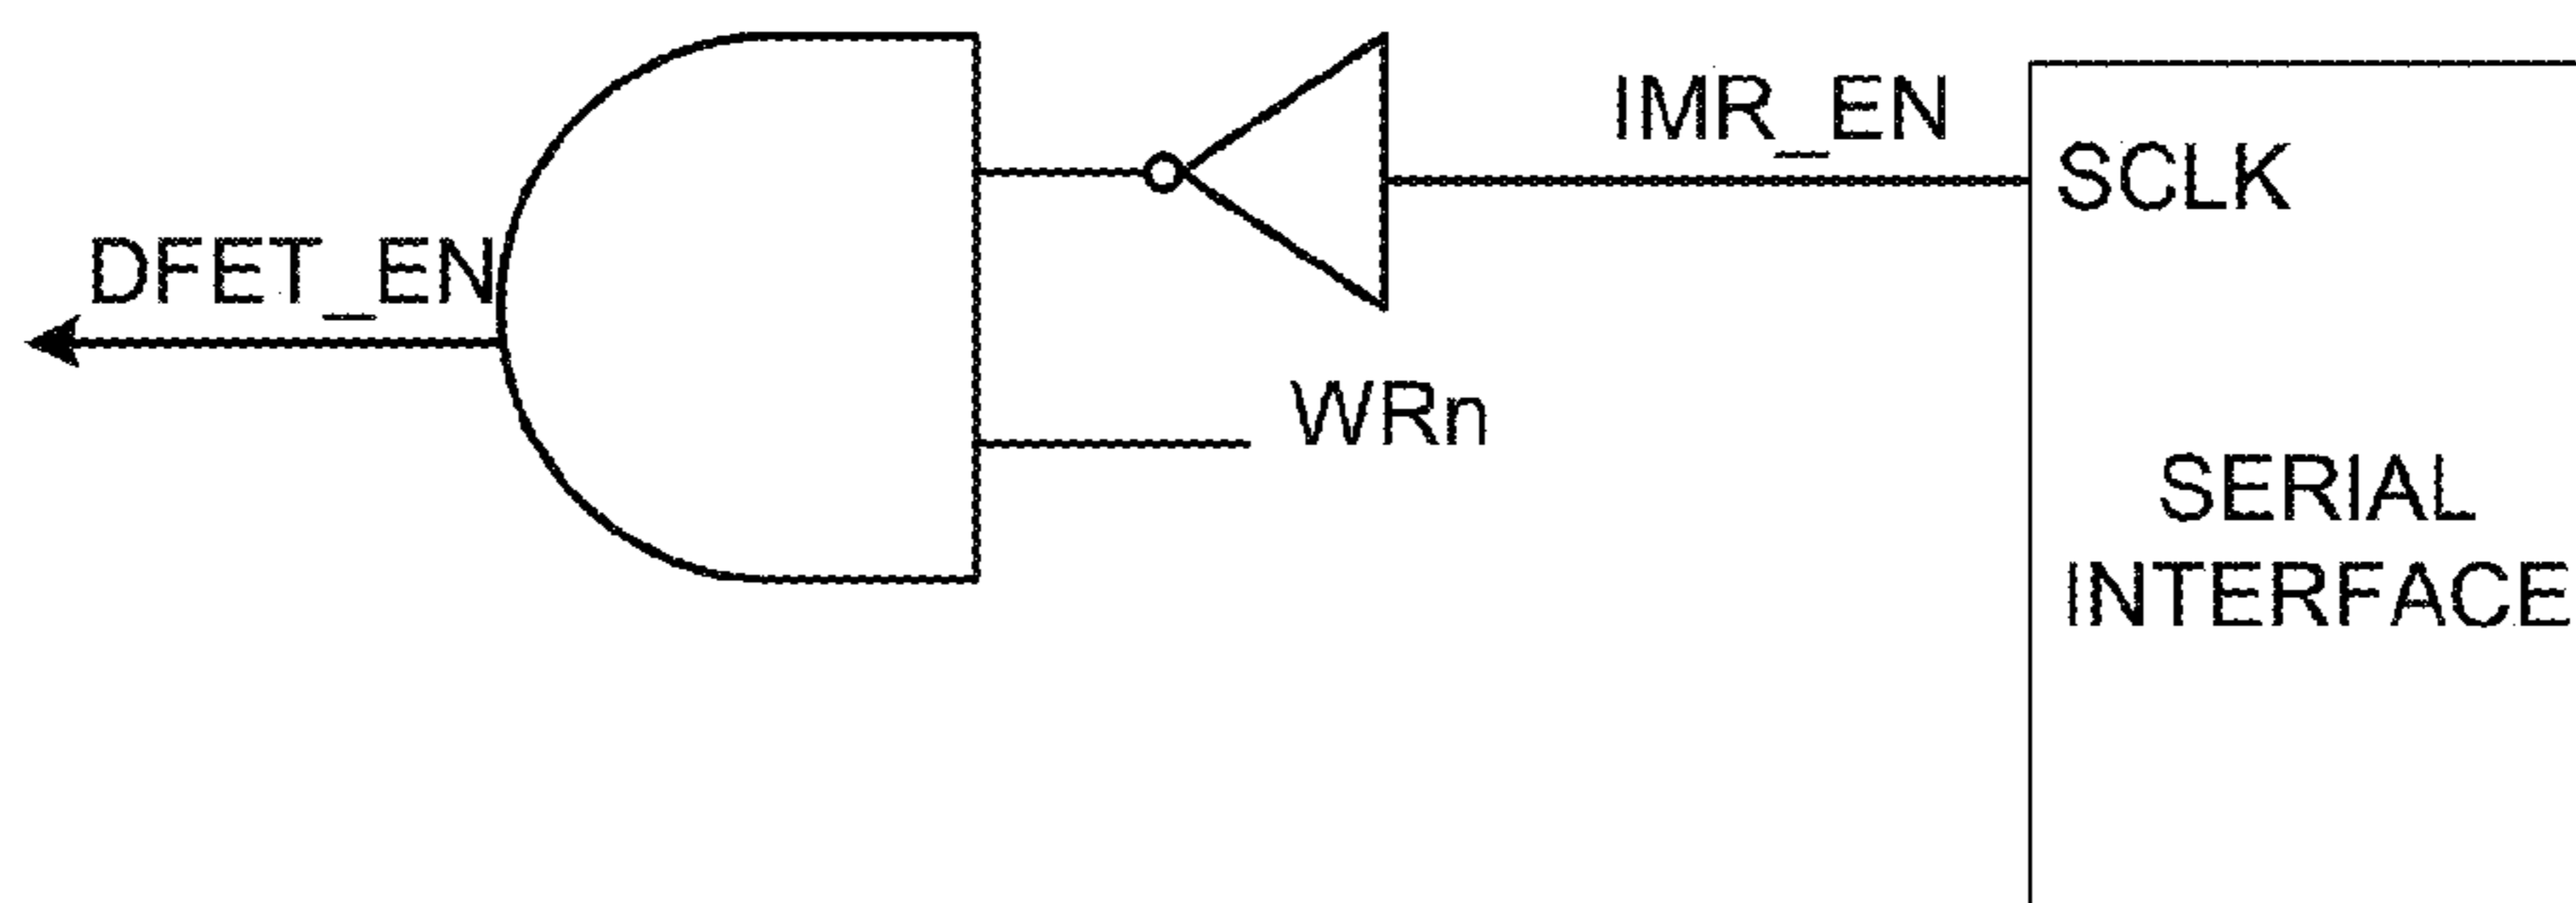 IMR_EN
SCLK
DFET_EN
WRn
SERIAL
INTERFACE